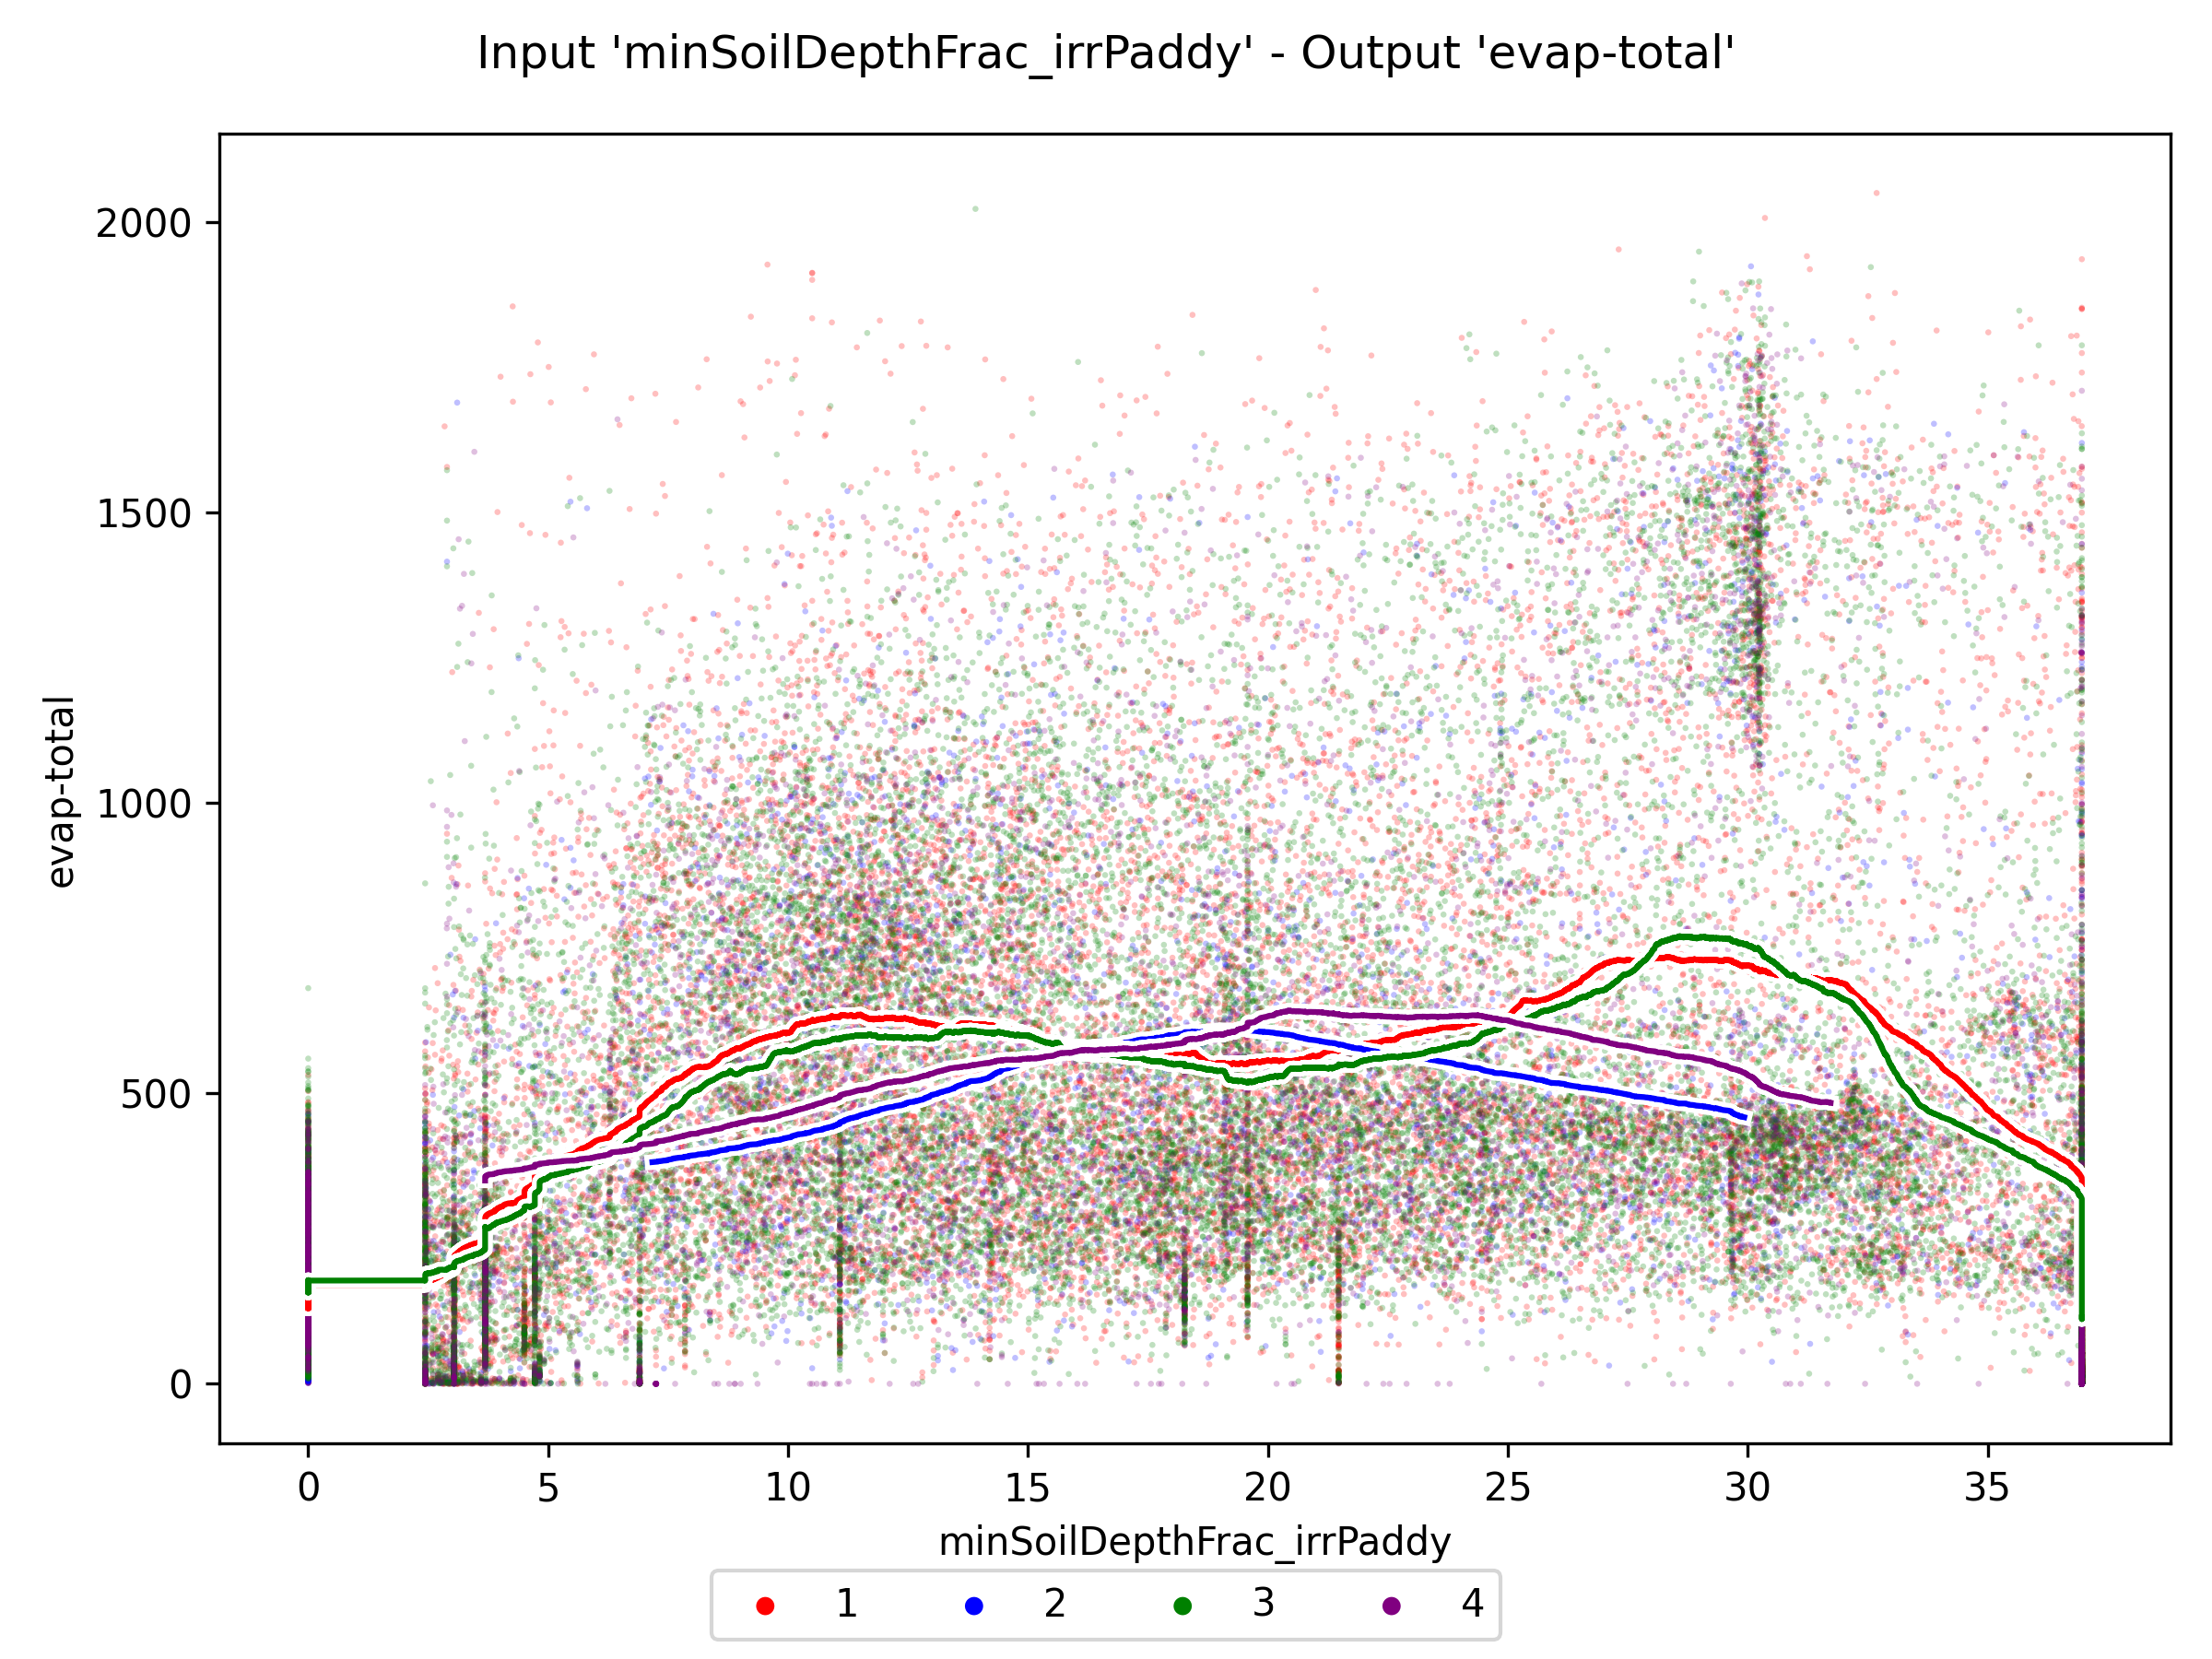 Input 'minSoilDepthFrac_irrPaddy' - Output 'evap-total'
2000
1500
1000
500
0
evap-total
0 5 10 15 20 25 30 35
minSoilDepthFrac_irrPaddy
1 2 3 4